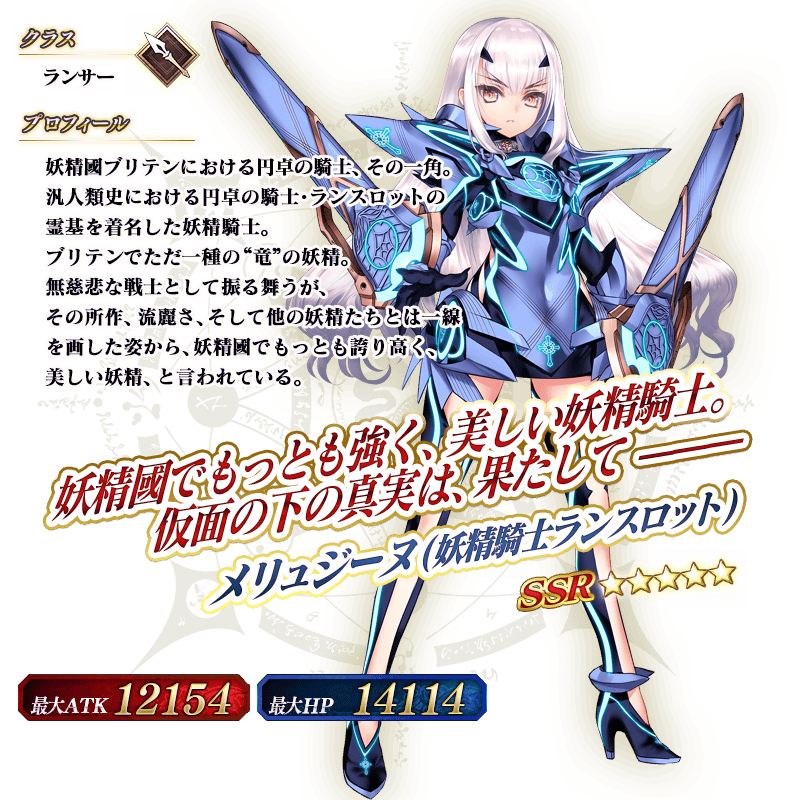 クラス
ランサー
プロフィール
妖精國ブリテンにおける円卓の騎士、その一角。
汎人類史における円卓の騎士・ランスロットの
霊基を着名した妖精騎士。
ブリテンでただ一種の“竜”の妖精。
無慈悲な戦士として振る舞うが、
その所作、流麗さ、そして他の妖精たちとは一線
を画した姿から、妖精國でもっとも誇り高く、
美しい妖精、と言われている。
妖精國でもっとも強く、美しい妖精騎士。
仮面の下の真実は、果たして――
メリュジーヌ(妖精騎士ランスロット)
SSR ☆☆☆☆☆
最大ATK 12154
最大HP 14114